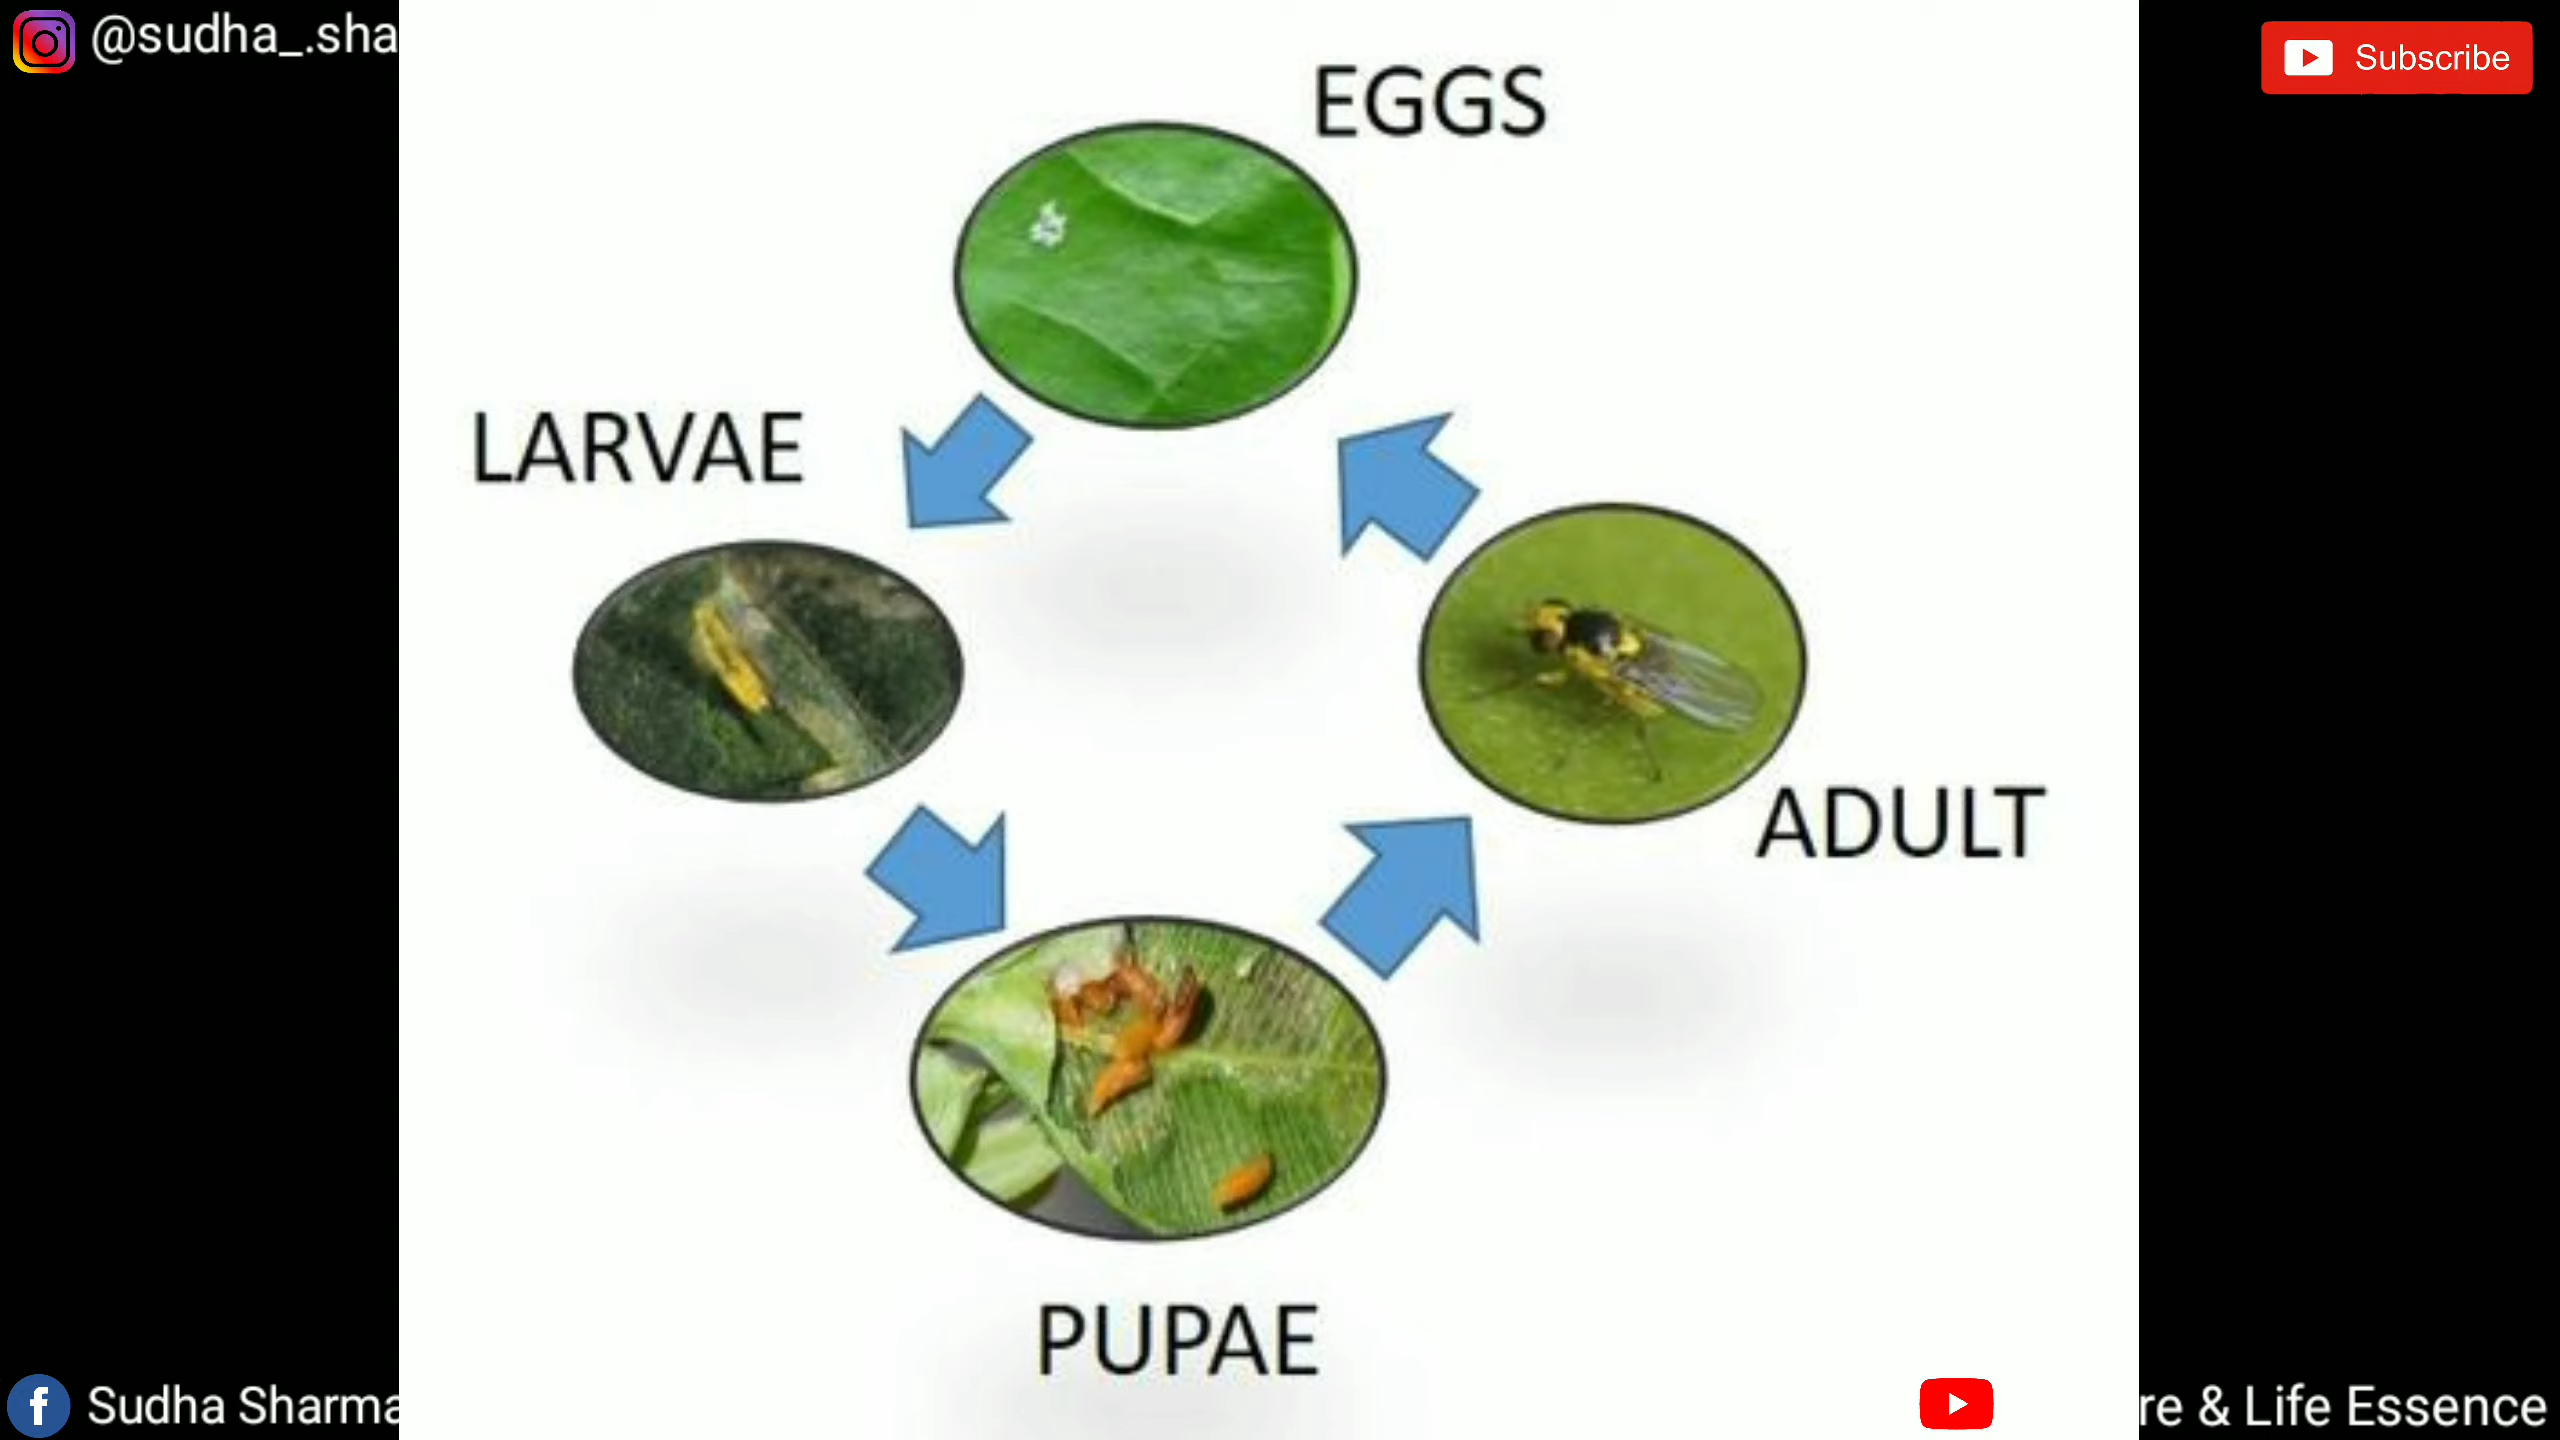 @sudha_.sha
Subscribe
EGGS
LARVAE
ADULT
PUPAE
Sudha Sharma
re & Life Essence